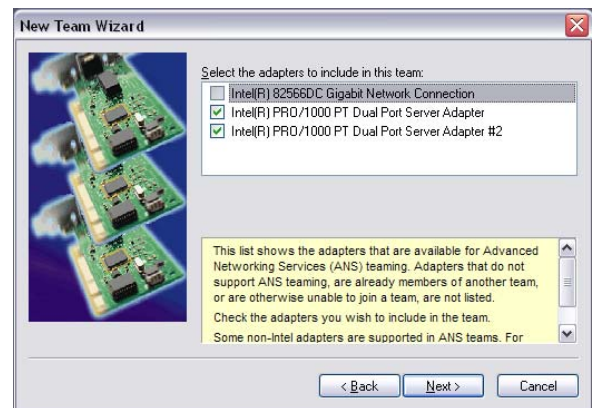 New Team Wizard
Select the adapters to include in this team:
Intel(R) 82566DC Gigabit Network Connection
Intel(R) PRO/1000 PT Dual Port Server Adapter
Intel(R) PRO/1000 PT Dual Port Server Adapter #2
This list shows the adapters that are available for Advanced
Networking Services (ANS) teaming. Adapters that do not
support ANS teaming, are already members of another team,
or are otherwise unable to join a team, are not listed.
Check the adapters you wish to include in the team.
Some non-Intel adapters are supported in ANS teams. For
< Back
Next >
Cancel